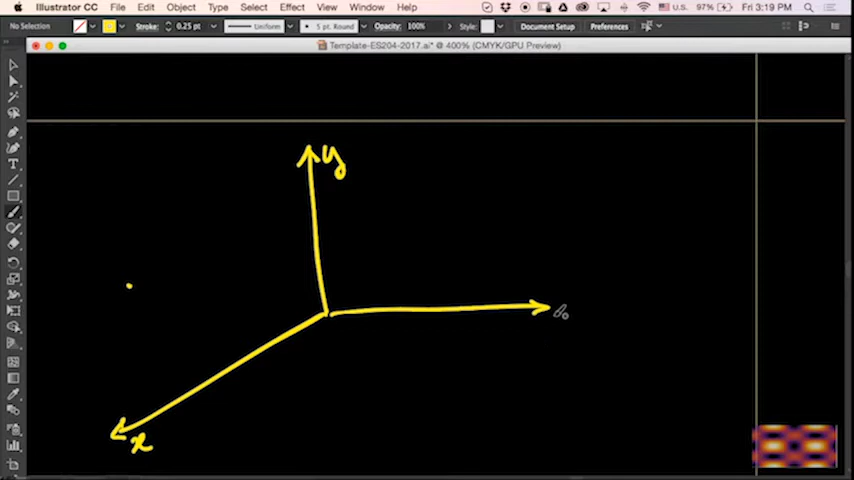 Illustrator CC File Edit Object Type Select Effect View Window Help U.S. 97% Fri 3:19 PM
No Selection Stroke: 0.25 pt Uniform 5 pt. Round Opacity: 100% Style: Document Setup Preferences
Template-ES204-2017.ai* @ 400% (CMYK/GPU Preview)
y
x